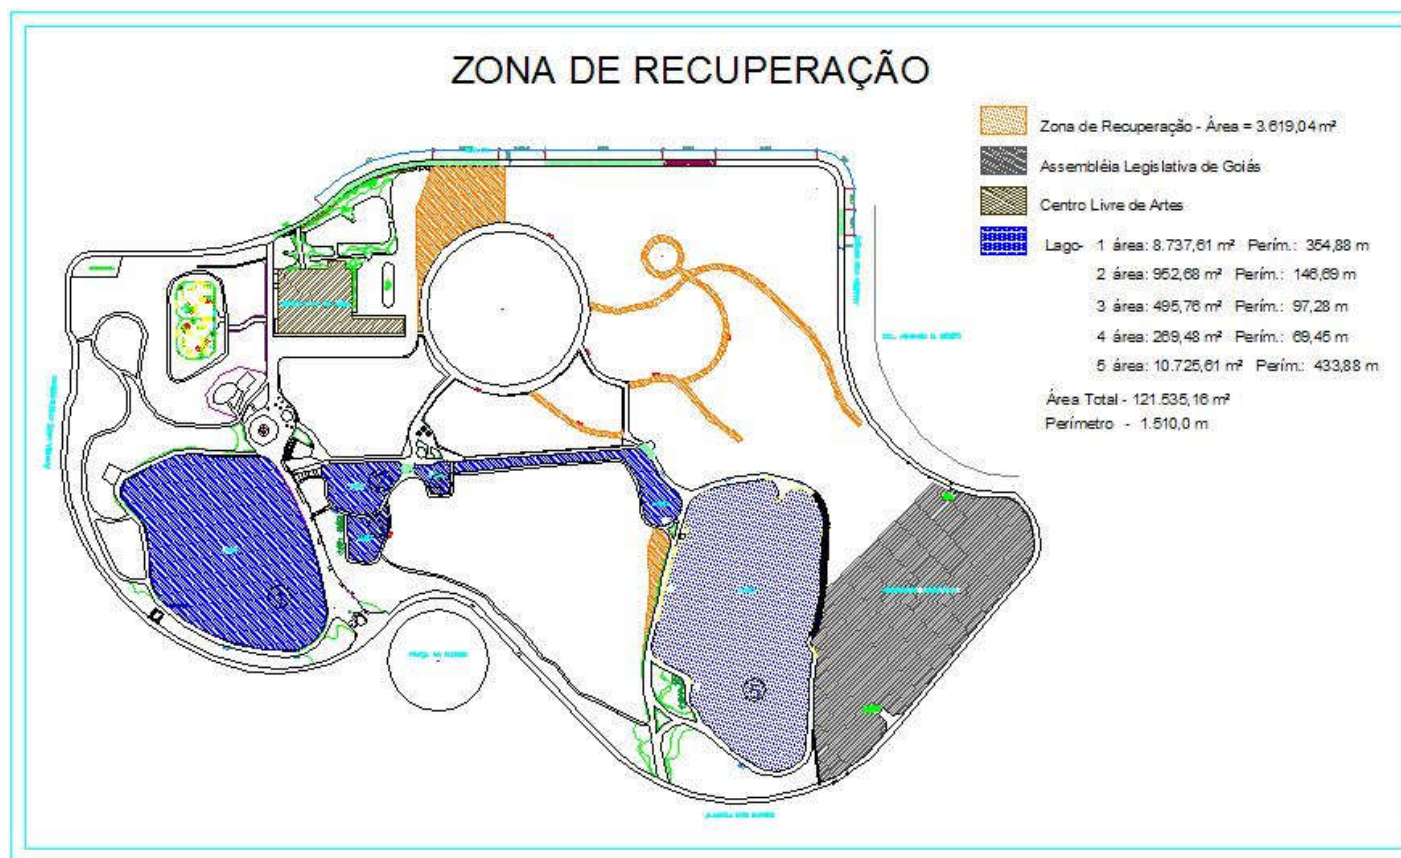 ZONA DE RECUPERAÇÃO
Zona de Recuperação - Área = 3.619,04 m²
Assembléia Legislativa de Goiás
Centro Livre de Artes
Lago- 1 área: 8.737,61 m² Perím.: 354,88 m
2 área: 952,68 m² Perím.: 146,69 m
3 área: 495,76 m² Perím.: 97,28 m
4 área: 269,48 m² Perím.: 69,45 m
5 área: 10.725,61 m² Perím.: 433,88 m
Área Total - 121.535,16 m²
Perímetro - 1.510,0 m
1
5